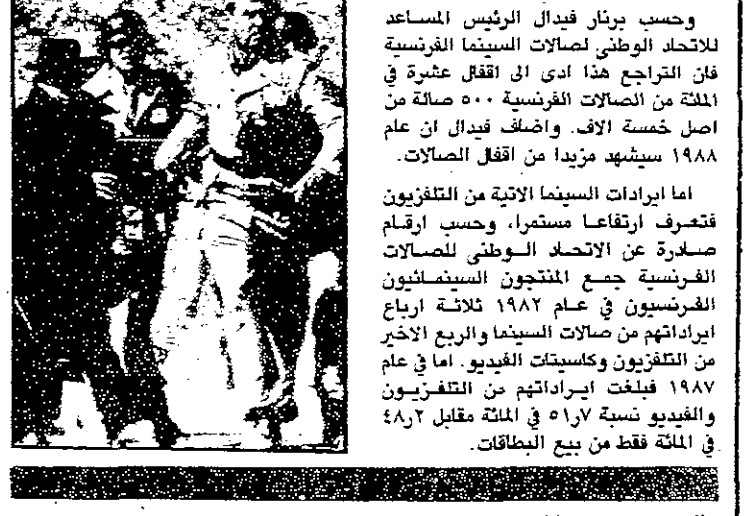 وحسب برنار فيدال الرئيس المساعد
للاتحاد الوطني لصالات السينما الفرنسية
فان التراجع هذا ادى الى اقفال عشرة في
المئة من الصالات الفرنسية ٥٠٠ صالة من
اصل خمسة الاف. واضاف فيدال ان عام
١٩٨٨ سيشهد مزيدا من اقفال الصالات.
اما ايرادات السينما الاتية من التلفزيون
فتعرف ارتفاعا مستمرا، وحسب ارقام
صادرة عن الاتحاد الوطني للصالات
الفرنسية جمع المنتجون السينمائيون
الفرنسيون في عام ١٩٨٢ ثلاثة ارباع
ايراداتهم من صالات السينما والربع الاخير
من التلفزيون وكاسيتات الفيديو. اما في عام
١٩٨٧ فبلغت ايراداتهم من التلفزيون
والفيديو نسبة ٥١٫٧ في المائة مقابل ٤٨٫٢
في المائة فقط من بيع البطاقات.